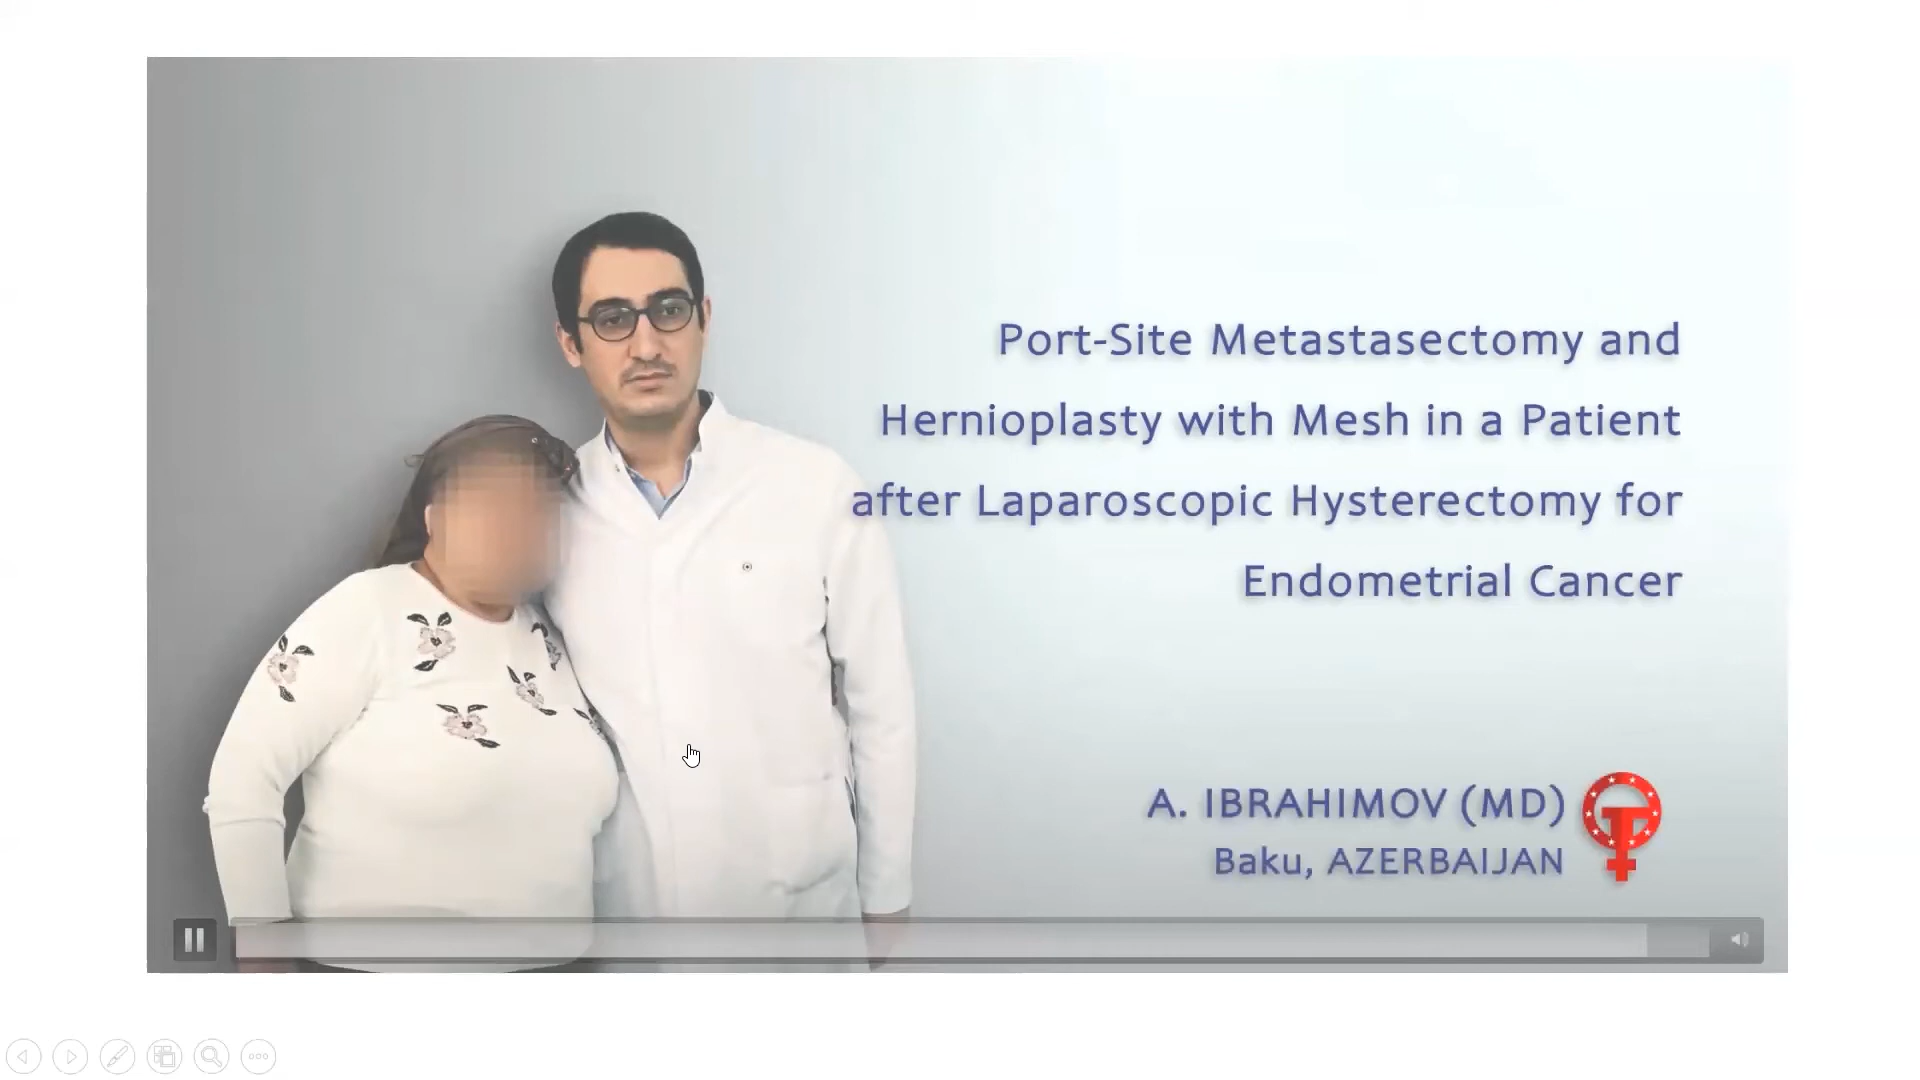 Port-Site Metastasectomy and
Hernioplasty with Mesh in a Patient
after Laparoscopic Hysterectomy for
Endometrial Cancer
A. IBRAHIMOV (MD)
Baku, AZERBAIJAN